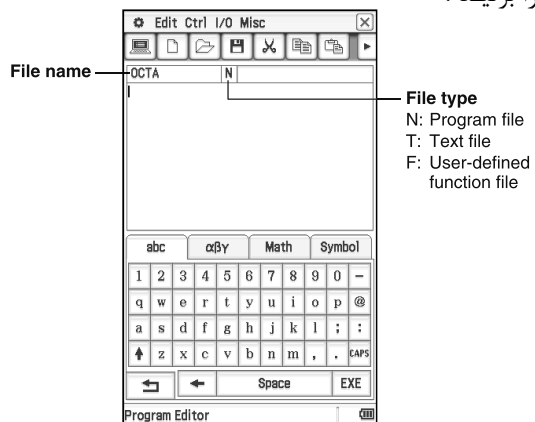 Edit Ctrl I/O Misc
File name
OCTA N
File type
N: Program file
T: Text file
F: User-defined
function file
abc αβγ Math Symbol
1 2 3 4 5 6 7 8 9 0 −
q w e r t y u i o p @
a s d f g h j k l ; :
z x c v b n m , . CAPS
Space EXE
Program Editor